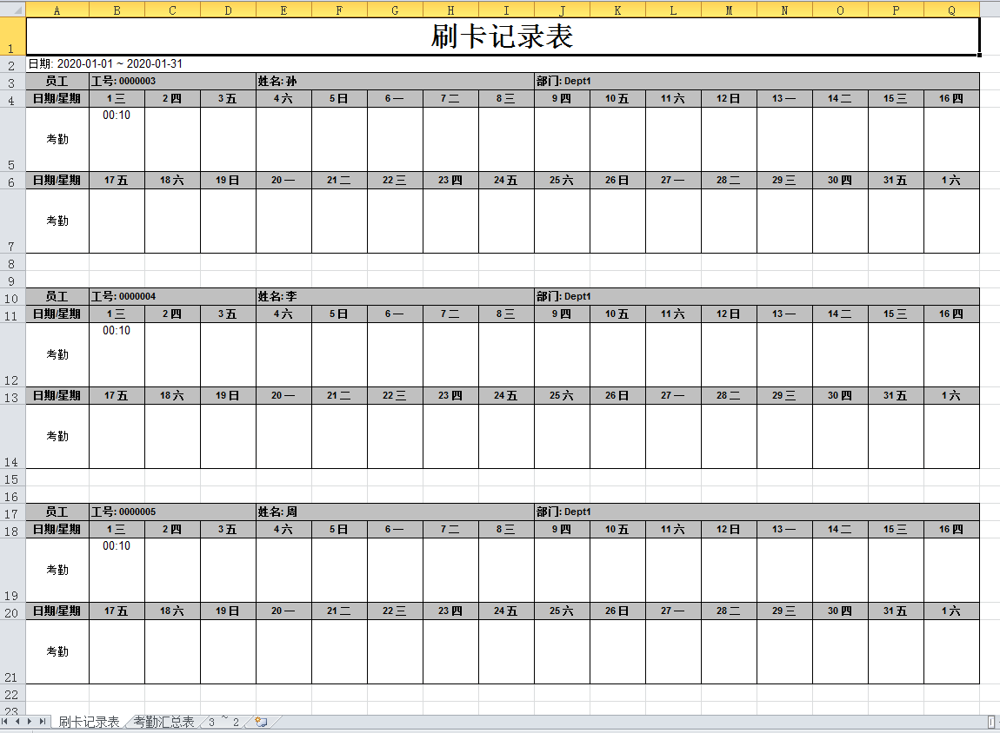 A B C D E F G H I J K L M N O P Q
1 刷卡记录表
2 日期: 2020-01-01 ~ 2020-01-31
3 员工 工号: 0000003 姓名: 孙 部门: Dept1
4 日期/星期 1 三 2 四 3 五 4 六 5 日 6 一 7 二 8 三 9 四 10 五 11 六 12 日 13 一 14 二 15 三 16 四
00:10
考勤
5
6 日期/星期 17 五 18 六 19 日 20 一 21 二 22 三 23 四 24 五 25 六 26 日 27 一 28 二 29 三 30 四 31 五 1 六
考勤
7
8
9
10 员工 工号: 0000004 姓名: 李 部门: Dept1
11 日期/星期 1 三 2 四 3 五 4 六 5 日 6 一 7 二 8 三 9 四 10 五 11 六 12 日 13 一 14 二 15 三 16 四
00:10
考勤
12
13 日期/星期 17 五 18 六 19 日 20 一 21 二 22 三 23 四 24 五 25 六 26 日 27 一 28 二 29 三 30 四 31 五 1 六
考勤
14
15
16
17 员工 工号: 0000005 姓名: 周 部门: Dept1
18 日期/星期 1 三 2 四 3 五 4 六 5 日 6 一 7 二 8 三 9 四 10 五 11 六 12 日 13 一 14 二 15 三 16 四
00:10
考勤
19
20 日期/星期 17 五 18 六 19 日 20 一 21 二 22 三 23 四 24 五 25 六 26 日 27 一 28 二 29 三 30 四 31 五 1 六
考勤
21
22
23
刷卡记录表 考勤汇总表 3 ~ 2